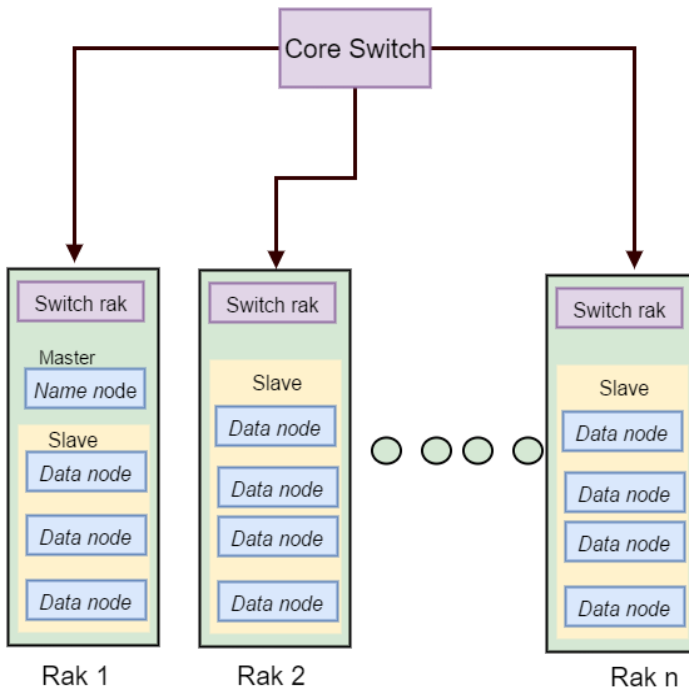 Core Switch
Switch rak
Master
Name node
Slave
Data node
Data node
Data node
Rak 1
Switch rak
Slave
Data node
Data node
Data node
Data node
Rak 2
Switch rak
Slave
Data node
Data node
Data node
Data node
Rak n